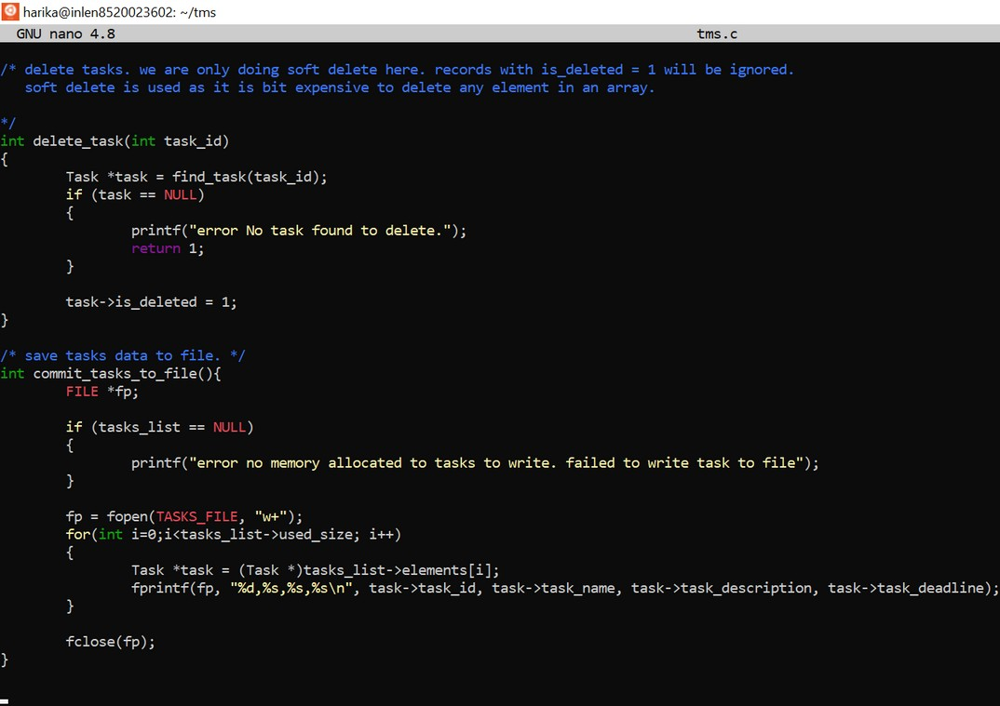 harika@inlen8520023602: ~/tms
GNU nano 4.8 tms.c
/* delete tasks. we are only doing soft delete here. records with is_deleted = 1 will be ignored.
   soft delete is used as it is bit expensive to delete any element in an array.
*/
int delete_task(int task_id)
{
        Task *task = find_task(task_id);
        if (task == NULL)
        {
                printf("error No task found to delete.");
                return 1;
        }
        task->is_deleted = 1;
}
/* save tasks data to file. */
int commit_tasks_to_file(){
        FILE *fp;
        if (tasks_list == NULL)
        {
                printf("error no memory allocated to tasks to write. failed to write task to file");
        }
        fp = fopen(TASKS_FILE, "w+");
        for(int i=0;i<tasks_list->used_size; i++)
        {
                Task *task = (Task *)tasks_list->elements[i];
                fprintf(fp, "%d,%s,%s,%s\n", task->task_id, task->task_name, task->task_description, task->task_deadline);
        }
        fclose(fp);
}